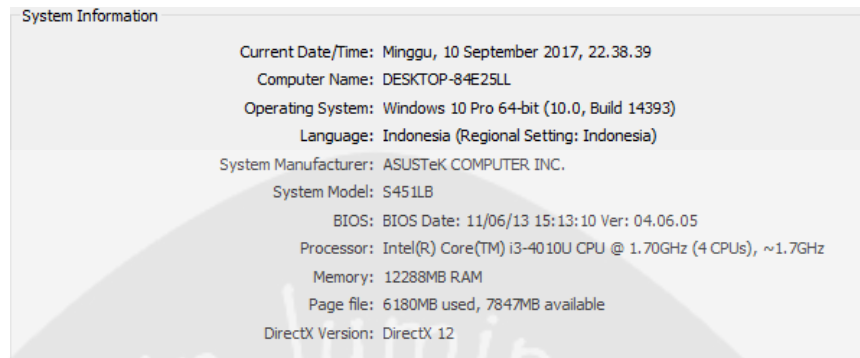 System Information
Current Date/Time: Minggu, 10 September 2017, 22.38.39
Computer Name: DESKTOP-84E25LL
Operating System: Windows 10 Pro 64-bit (10.0, Build 14393)
Language: Indonesia (Regional Setting: Indonesia)
System Manufacturer: ASUSTeK COMPUTER INC.
System Model: S451LB
BIOS: BIOS Date: 11/06/13 15:13:10 Ver: 04.06.05
Processor: Intel(R) Core(TM) i3-4010U CPU @ 1.70GHz (4 CPUs), ~1.7GHz
Memory: 12288MB RAM
Page file: 6180MB used, 7847MB available
DirectX Version: DirectX 12